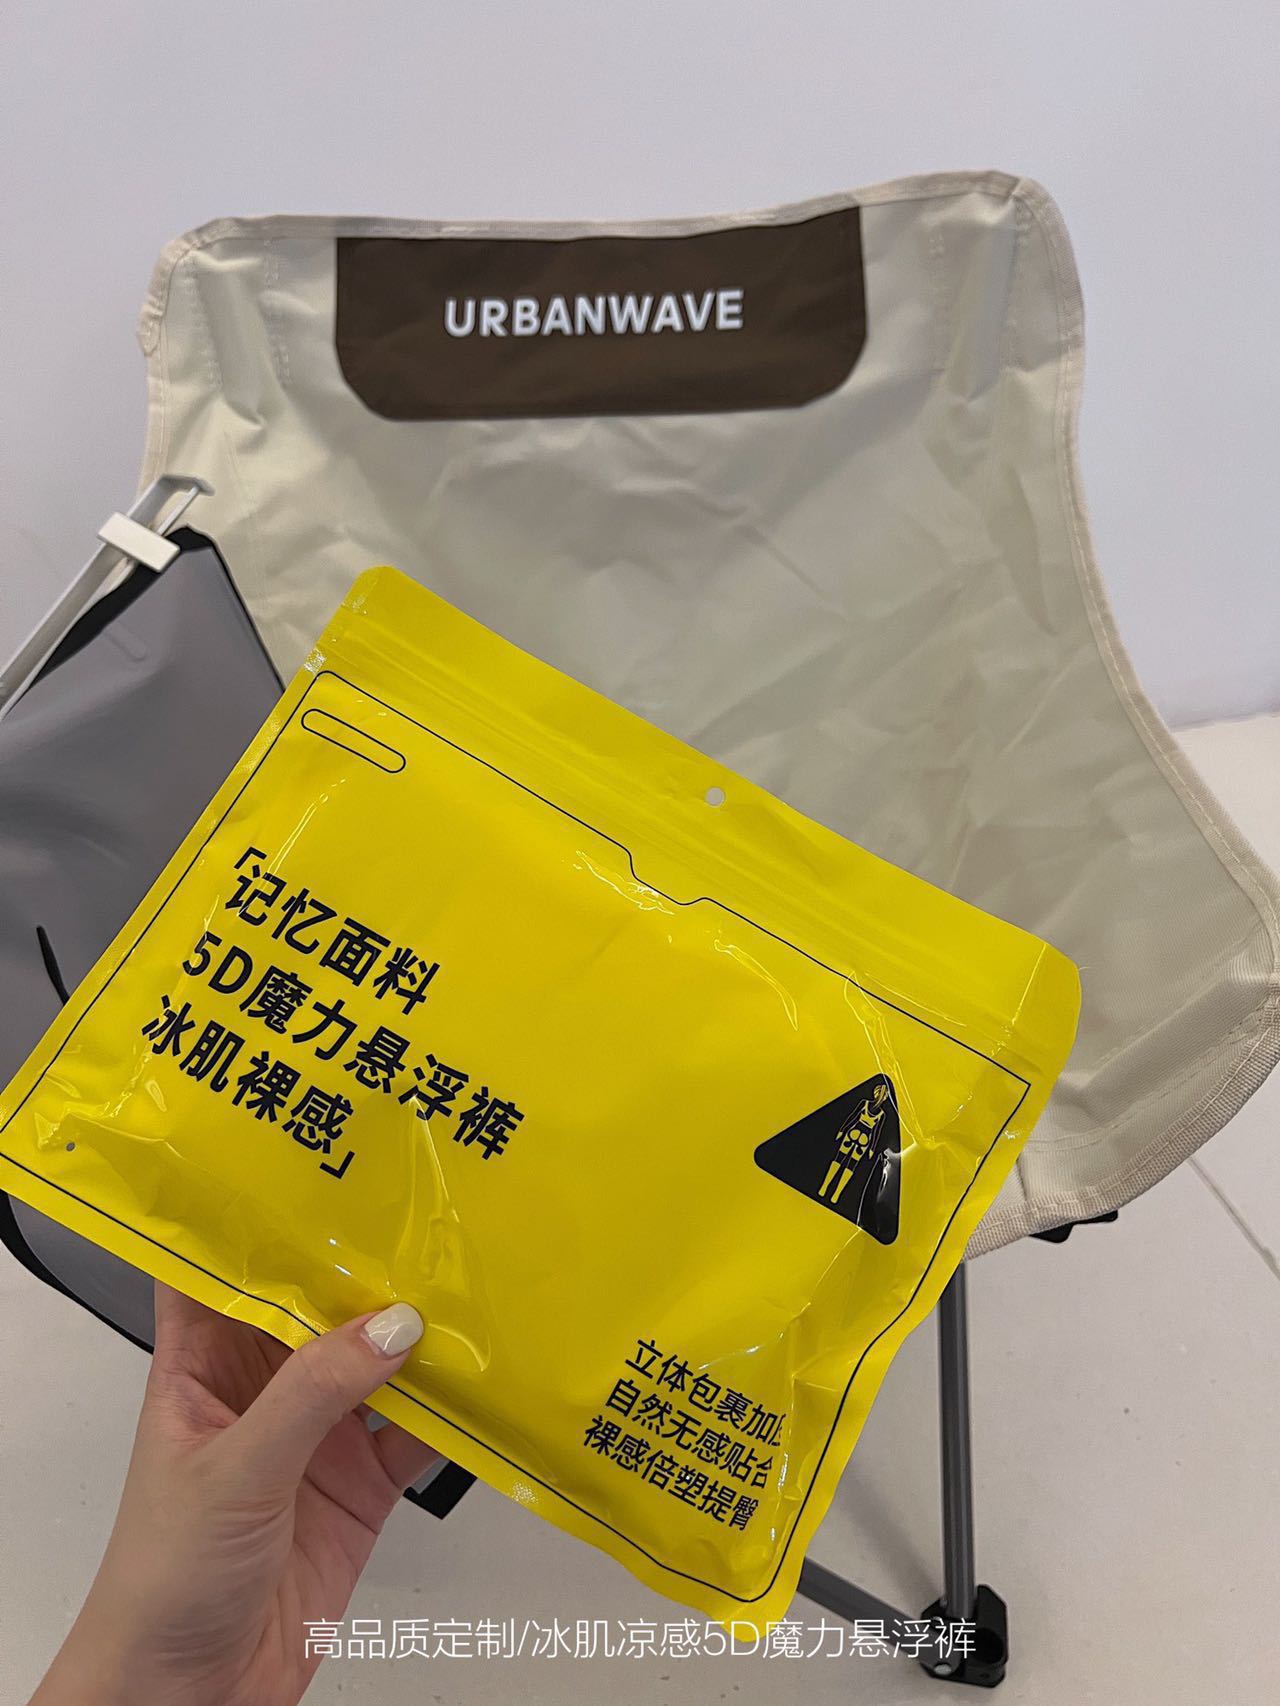 URBANWAVE
「记忆面料
5D魔力悬浮裤
冰肌裸感」
立体包裹加压
自然无感贴合
裸感倍塑提臀
高品质定制/冰肌凉感5D魔力悬浮裤